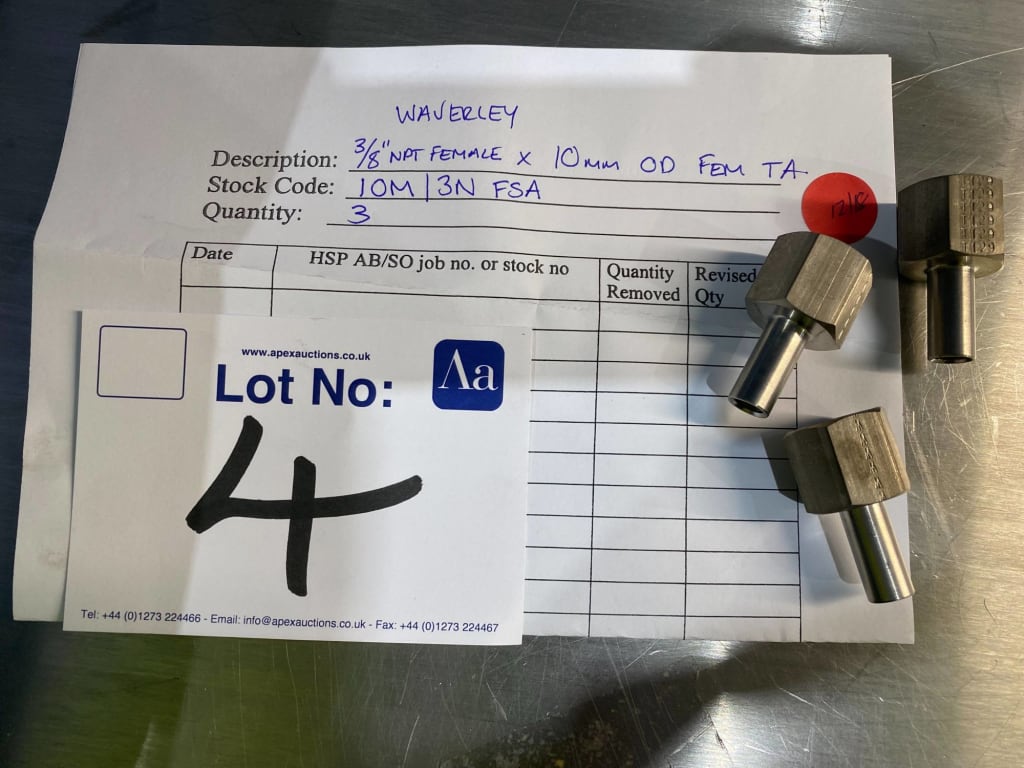 WAVERLEY
Description: 3/8" NPT FEMALE x 10mm OD FEM TA
Stock Code: 10M|3N FSA
Quantity: 3
Date HSP AB/SO job no. or stock no Quantity Removed Revised Qty
www.apexauctions.co.uk
Lot No: Aa
4
Tel: +44 (0)1273 224466 - Email: info@apexauctions.co.uk - Fax: +44 (0)1273 224467